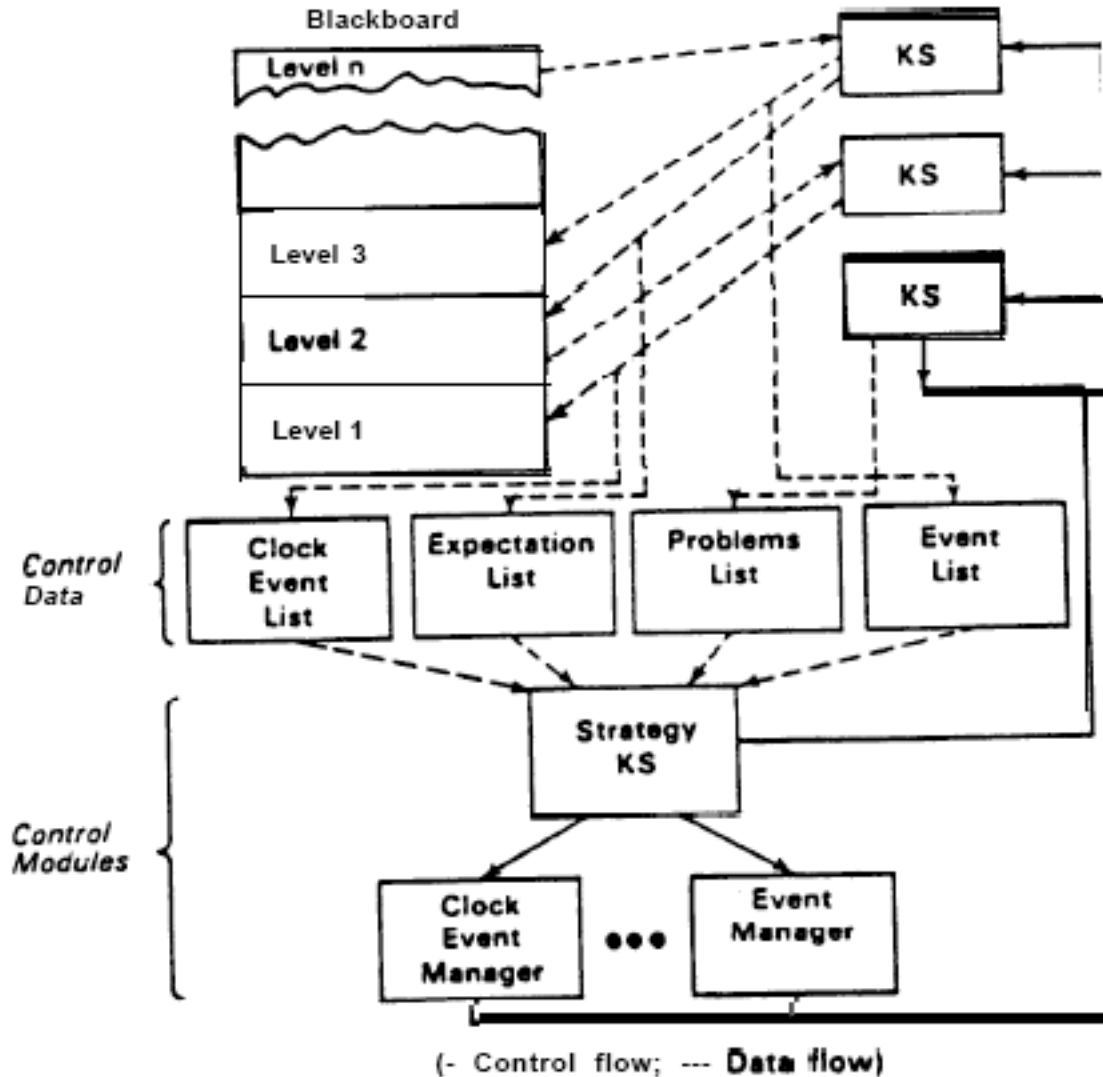 Blackboard
Level n
KS
KS
Level 3
KS
Level 2
Level 1
Control
Data
Clock
Event
List
Expectation
List
Problems
List
Event
List
Strategy
KS
Control
Modules
Clock
Event
Manager
•••
Event
Manager
(- Control flow; --- Data flow)